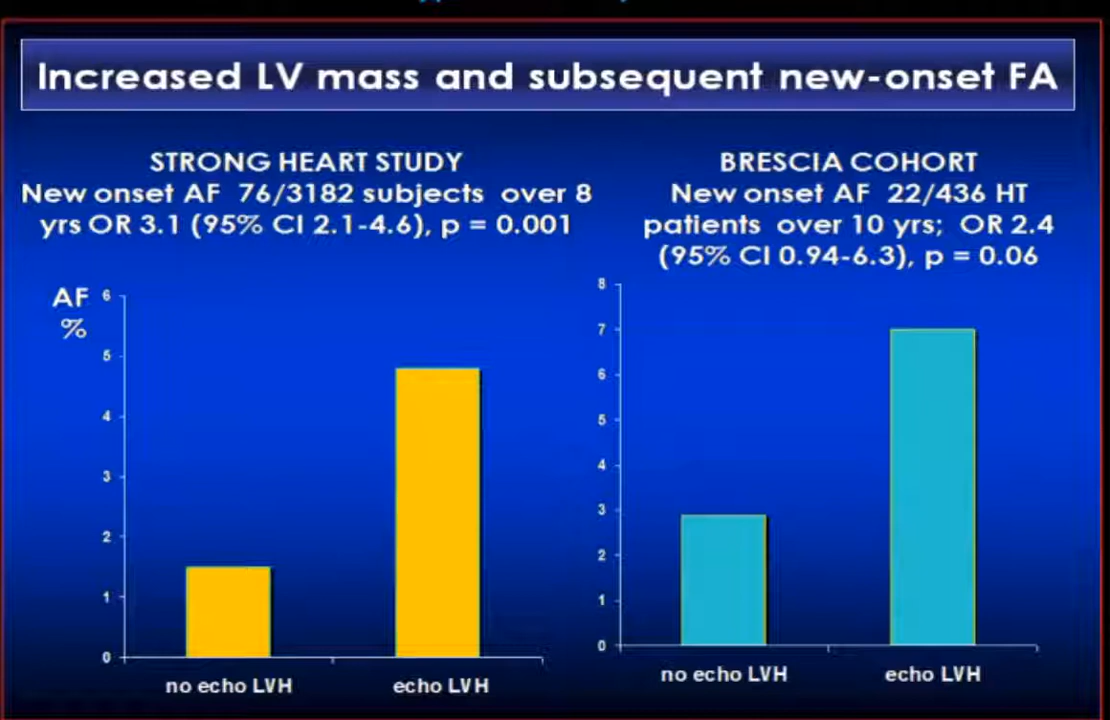 Increased LV mass and subsequent new-onset FA
STRONG HEART STUDY
New onset AF 76/3182 subjects over 8
yrs OR 3.1 (95% CI 2.1-4.6), p = 0.001
AF
%
6
5
4
3
2
1
0
no echo LVH
echo LVH
BRESCIA COHORT
New onset AF 22/436 HT
patients over 10 yrs; OR 2.4
(95% CI 0.94-6.3), p = 0.06
8
7
6
5
4
3
2
1
0
no echo LVH
echo LVH